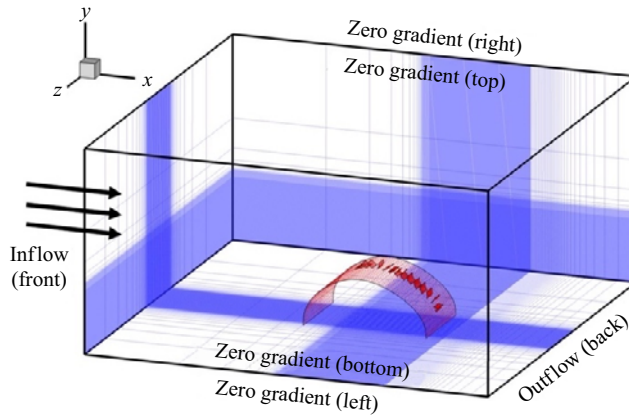 y
Zero gradient (right)
x
Zero gradient (top)
z
Inflow
(front)
Zero gradient (bottom)
Zero gradient (left)
Outflow (back)